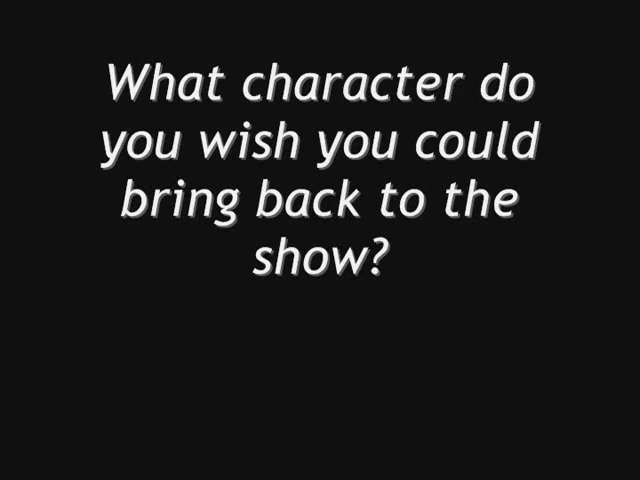 What character do
you wish you could
bring back to the
show?